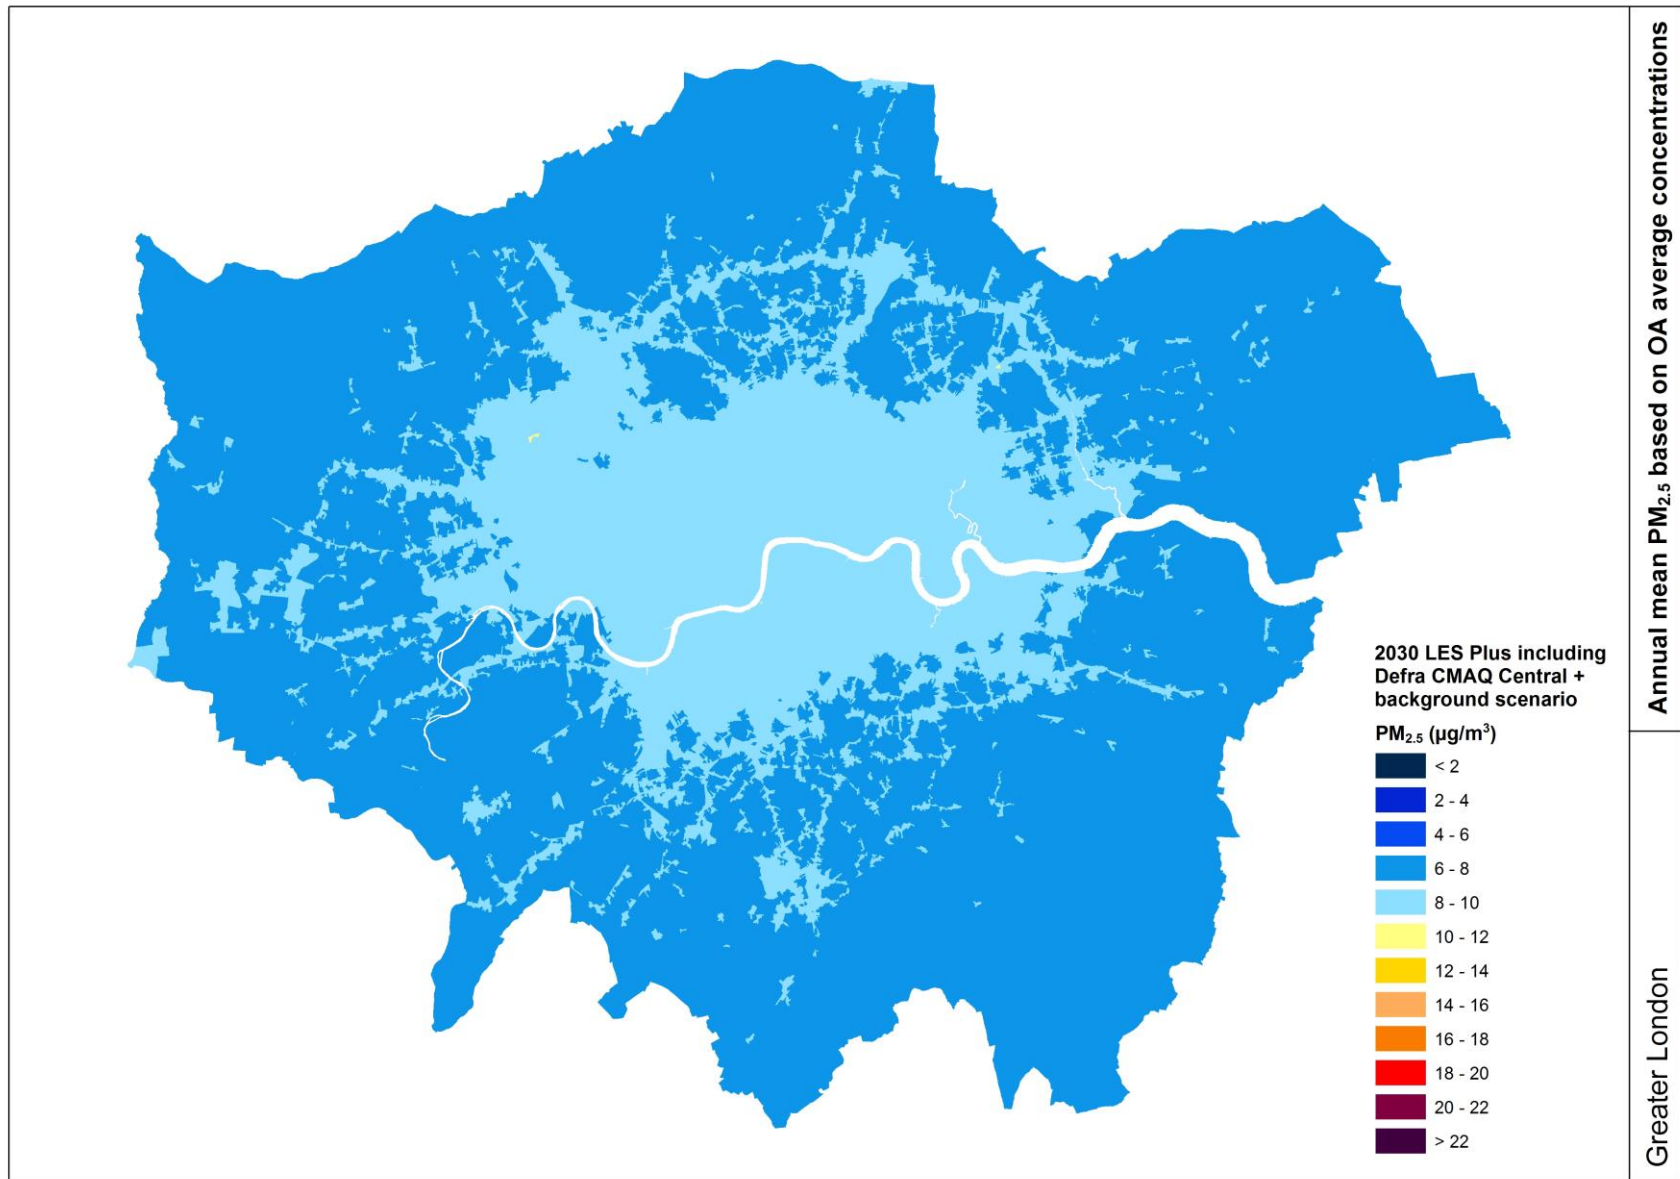 Annual mean PM2.5 based on OA average concentrations
Greater London
2030 LES Plus including
Defra CMAQ Central +
background scenario
PM2.5 (µg/m³)
< 2
2 - 4
4 - 6
6 - 8
8 - 10
10 - 12
12 - 14
14 - 16
16 - 18
18 - 20
20 - 22
> 22